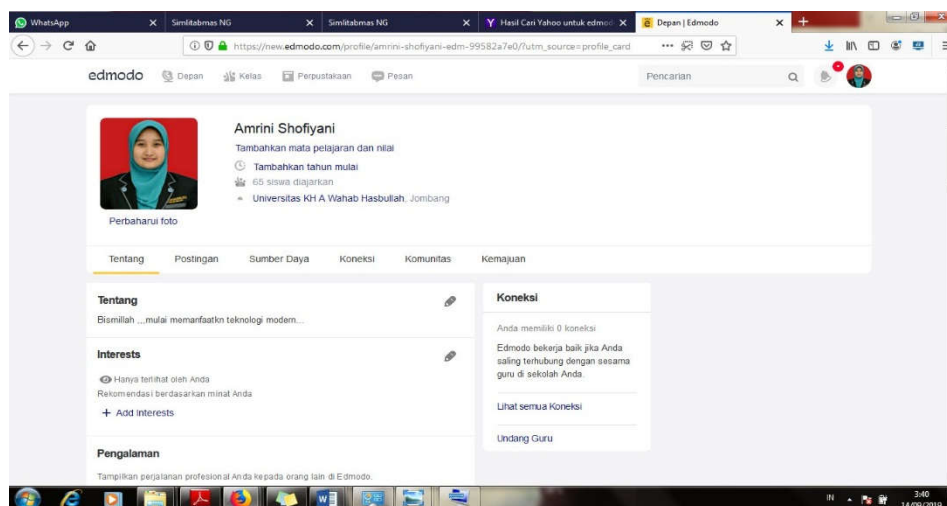 WhatsApp
Simlitabmas NG
Simlitabmas NG
Hasil Cari Yahoo untuk edmod
Depan | Edmodo
https://new.edmodo.com/profile/amrini-shofiyani-edm-99582a7e0/?utm_source=profile_card
edmodo
Depan
Kelas
Perpustakaan
Pesan
Pencarian
Amrini Shofiyani
Tambahkan mata pelajaran dan nilai
Tambahkan tahun mulai
65 siswa diajarkan
Universitas KH A Wahab Hasbullah, Jombang
Perbaharui foto
Tentang
Postingan
Sumber Daya
Koneksi
Komunitas
Kemajuan
Tentang
Bismillah ,,,mulai memanfaatkn teknologi modern...
Interests
Hanya terlihat oleh Anda
Rekomendasi berdasarkan minat Anda
+ Add Interests
Pengalaman
Tampilkan perjalanan profesional Anda kepada orang lain di Edmodo.
Koneksi
Anda memiliki 0 koneksi
Edmodo bekerja baik jika Anda
saling terhubung dengan sesama
guru di sekolah Anda.
Lihat semua Koneksi
Undang Guru
IN
3:40
14/09/2019